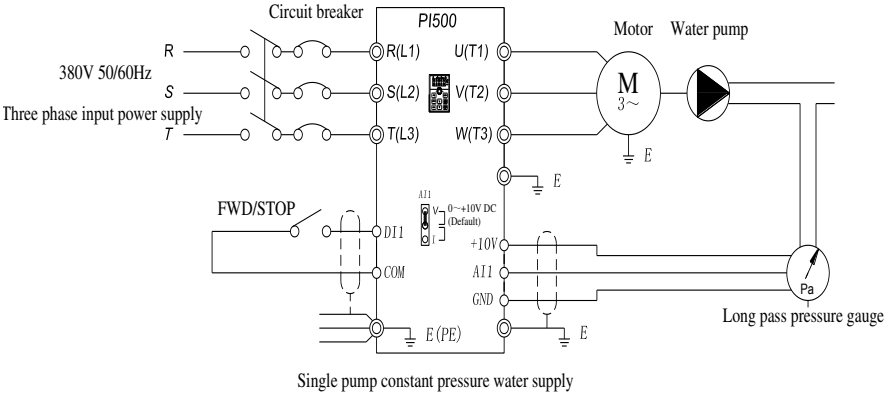 Circuit breaker
PI500
Motor
Water pump
R
R(L1)
U(T1)
380V 50/60Hz
S
S(L2)
V(T2)
M
3~
Three phase input power supply
T
T(L3)
W(T3)
E
E
AI1
V
0～+10V DC
(Default)
I
FWD/STOP
DI1
+10V
COM
AI1
GND
Pa
Long pass pressure gauge
E(PE)
E
Single pump constant pressure water supply